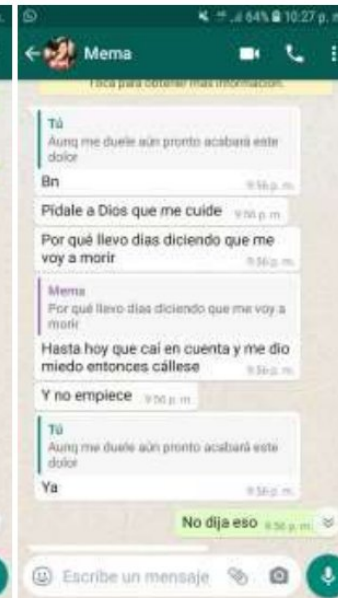 64% 10:27 p. m
Mema
Toca para obtener más información.
Tú
Aunq me duele aún pronto acabará este
dolor
Bn
9:56 p. m.
Pídale a Dios que me cuide 9:56 p. m.
Por qué llevo días diciendo que me
voy a morir
9:56 p. m.
Mema
Por qué llevo días diciendo que me voy a
morir
Hasta hoy que caí en cuenta y me dio
miedo entonces cállese
9:56 p. m.
Y no empiece 9:56 p. m.
Tú
Aunq me duele aún pronto acabará este
dolor
Ya
9:56 p. m.
No dija eso 9:56 p. m.
Escribe un mensaje